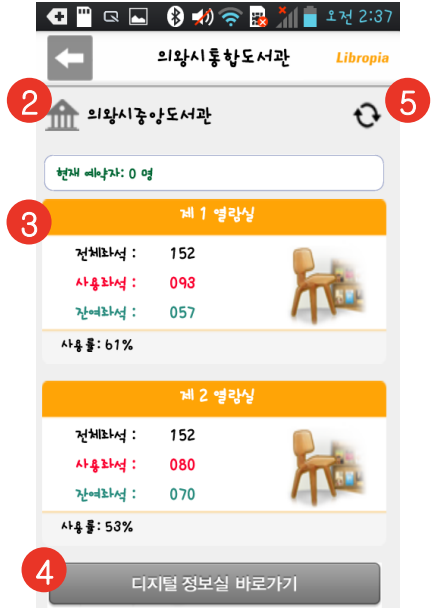 오전 2:37
의왕시통합도서관 Libropia
2 의왕시중앙도서관 5
현재 예약자: 0 명
3 제 1 열람실
전체좌석 : 152
사용좌석 : 093
잔여좌석 : 057
사용률: 61%
제 2 열람실
전체좌석 : 152
사용좌석 : 080
잔여좌석 : 070
사용률: 53%
4 디지털 정보실 바로가기